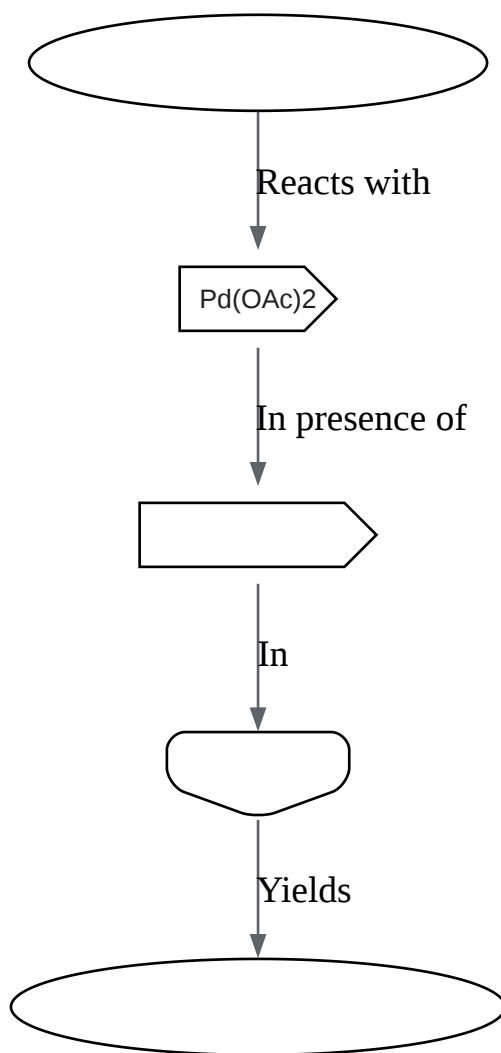 Reacts with
Pd(OAc)2
In presence of
In
Yields